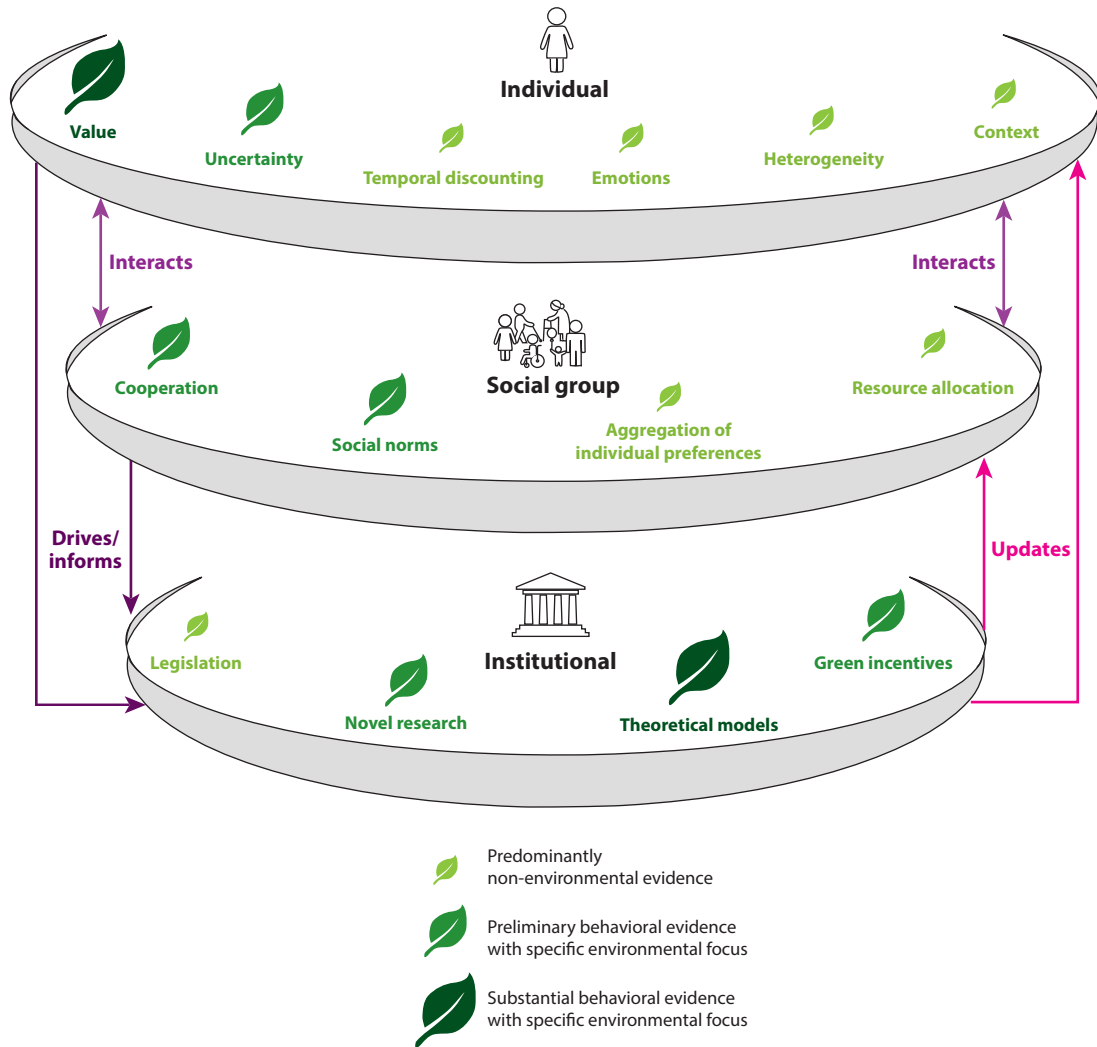 Individual
Value
Uncertainty
Temporal discounting
Emotions
Heterogeneity
Context
Interacts
Interacts
Social group
Cooperation
Social norms
Aggregation of
individual preferences
Resource allocation
Drives/
informs
Updates
Institutional
Legislation
Novel research
Theoretical models
Green incentives
Predominantly
non-environmental evidence
Preliminary behavioral evidence
with specific environmental focus
Substantial behavioral evidence
with specific environmental focus